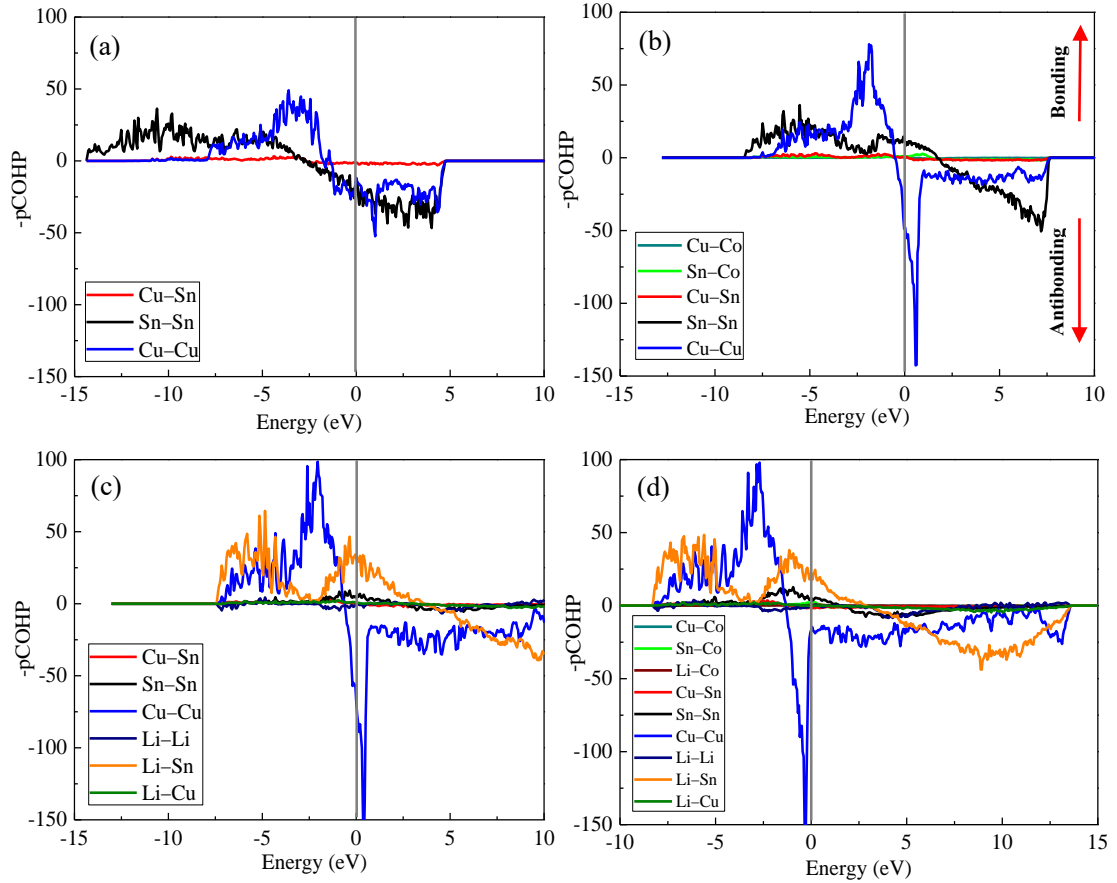 (a)
-pCOHP
100
50
0
-50
-100
-150
Cu–Sn
Sn–Sn
Cu–Cu
-15
-10
-5
0
5
10
Energy (eV)
(b)
-pCOHP
100
50
0
-50
-100
-150
Bonding
Antibonding
Cu–Co
Sn–Co
Cu–Sn
Sn–Sn
Cu–Cu
-15
-10
-5
0
5
10
Energy (eV)
(c)
-pCOHP
100
50
0
-50
-100
-150
Cu–Sn
Sn–Sn
Cu–Cu
Li–Li
Li–Sn
Li–Cu
-15
-10
-5
0
5
10
Energy (eV)
(d)
-pCOHP
100
50
0
-50
-100
-150
Cu–Co
Sn–Co
Li–Co
Cu–Sn
Sn–Sn
Cu–Cu
Li–Li
Li–Sn
Li–Cu
-10
-5
0
5
10
15
Energy (eV)